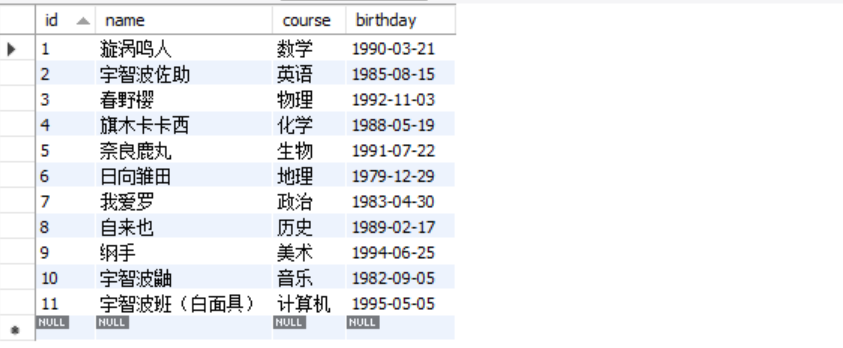 id name course birthday
1 漩涡鸣人 数学 1990-03-21
2 宇智波佐助 英语 1985-08-15
3 春野樱 物理 1992-11-03
4 旗木卡卡西 化学 1988-05-19
5 奈良鹿丸 生物 1991-07-22
6 日向雏田 地理 1979-12-29
7 我爱罗 政治 1983-04-30
8 自来也 历史 1989-02-17
9 纲手 美术 1994-06-25
10 宇智波鼬 音乐 1982-09-05
11 宇智波班（白面具） 计算机 1995-05-05
NULL NULL NULL NULL